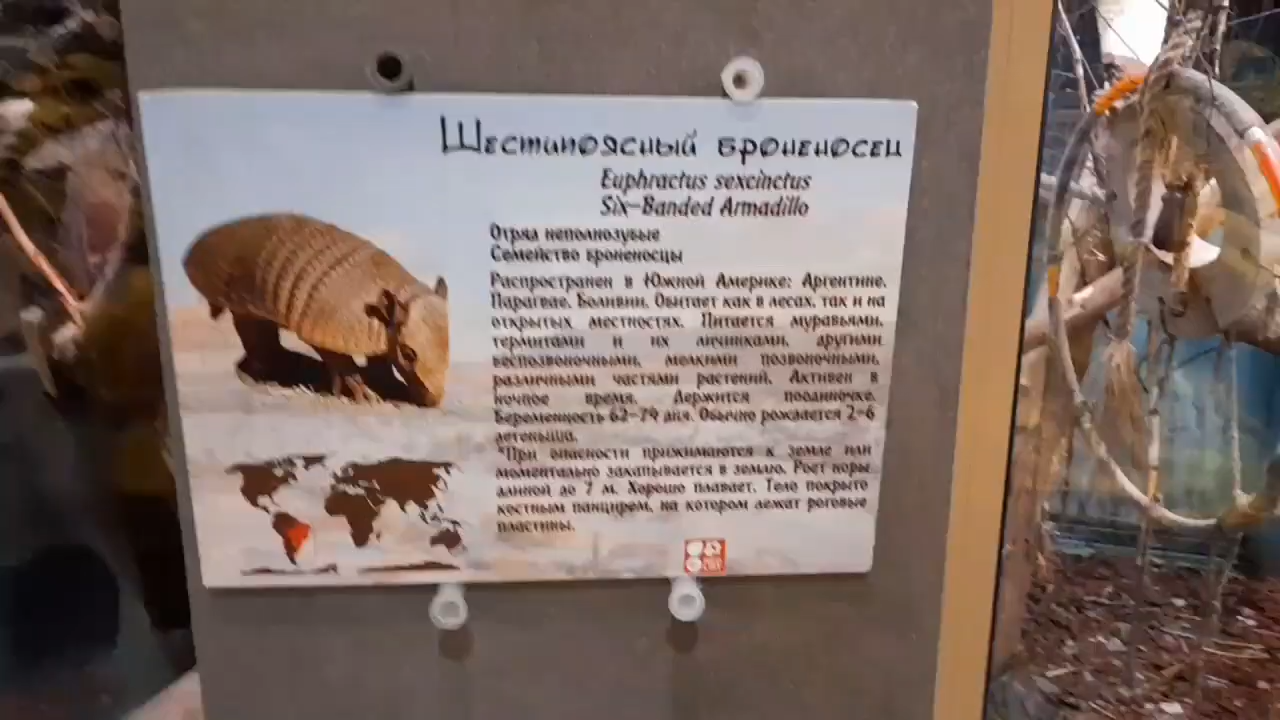 Шестипоясный броненосец
Euphractus sexcinctus
Six-Banded Armadillo
Отряд неполнозубые
Семейство броненосцы
Распространен в Южной Америке: Аргентине,
Парагвае, Боливии. Обитает как в лесах, так и на
открытых местностях. Питается муравьями,
термитами и их личинками, другими
беспозвоночными, мелкими позвоночными,
различными частями растений. Активен в
ночное время. Держится поодиночке.
Беременность 62-74 дня. Обычно рождается 2-6
детеныша.
*При опасности прижимаются к земле или
моментально закапывается в землю. Роет норы
длиной до 7 м. Хорошо плавает. Тело покрыто
костным панцирем, на котором лежат роговые
пластины.